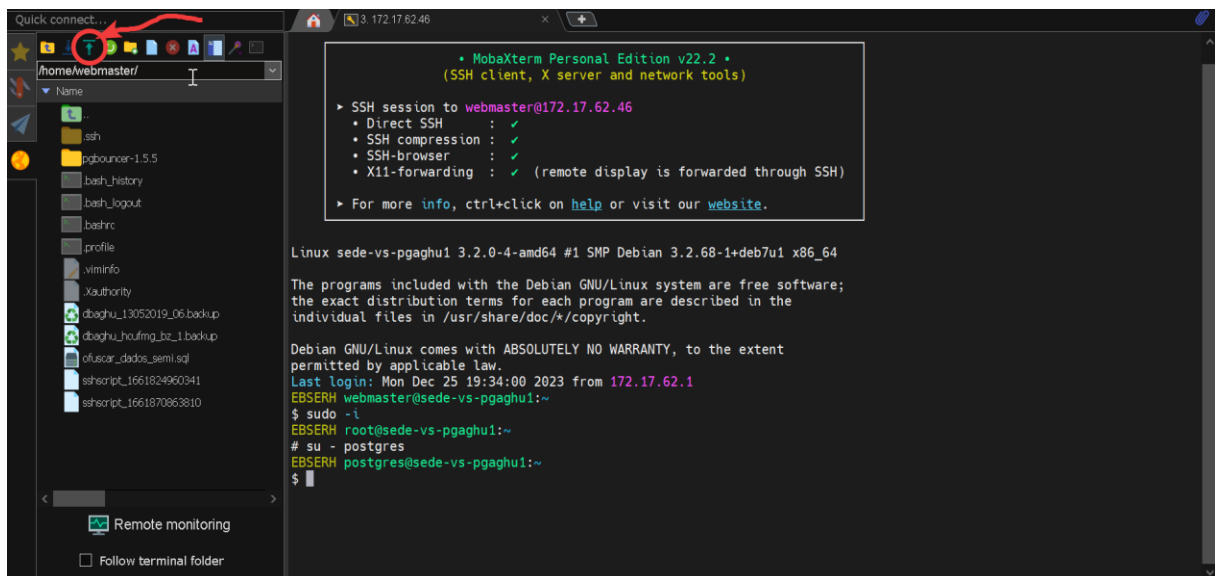 Quick connect...
3. 172.17.62.46
/home/webmaster/
Name
..
.ssh
pgbouncer-1.5.5
.bash_history
.bash_logout
.bashrc
.profile
.viminfo
.Xauthority
dbaghu_13052019_06.backup
dbaghu_houfmg_bz_1.backup
ofuscar_dados_semi.sql
sshscript_1661824960341
sshscript_1661870863810
Remote monitoring
Follow terminal folder
• MobaXterm Personal Edition v22.2 •
(SSH client, X server and network tools)
➤ SSH session to webmaster@172.17.62.46
• Direct SSH : ✔
• SSH compression : ✔
• SSH-browser : ✔
• X11-forwarding : ✔ (remote display is forwarded through SSH)
➤ For more info, ctrl+click on help or visit our website.
Linux sede-vs-pgaghu1 3.2.0-4-amd64 #1 SMP Debian 3.2.68-1+deb7u1 x86_64
The programs included with the Debian GNU/Linux system are free software;
the exact distribution terms for each program are described in the
individual files in /usr/share/doc/*/copyright.
Debian GNU/Linux comes with ABSOLUTELY NO WARRANTY, to the extent
permitted by applicable law.
Last login: Mon Dec 25 19:34:00 2023 from 172.17.62.1
EBSERH webmaster@sede-vs-pgaghu1:~
$ sudo -i
EBSERH root@sede-vs-pgaghu1:~
# su - postgres
EBSERH postgres@sede-vs-pgaghu1:~
$